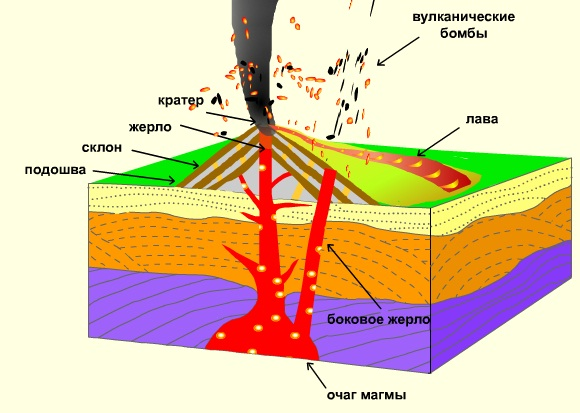 вулканические
бомбы
кратер
жерло
лава
склон
подошва
боковое жерло
очаг магмы